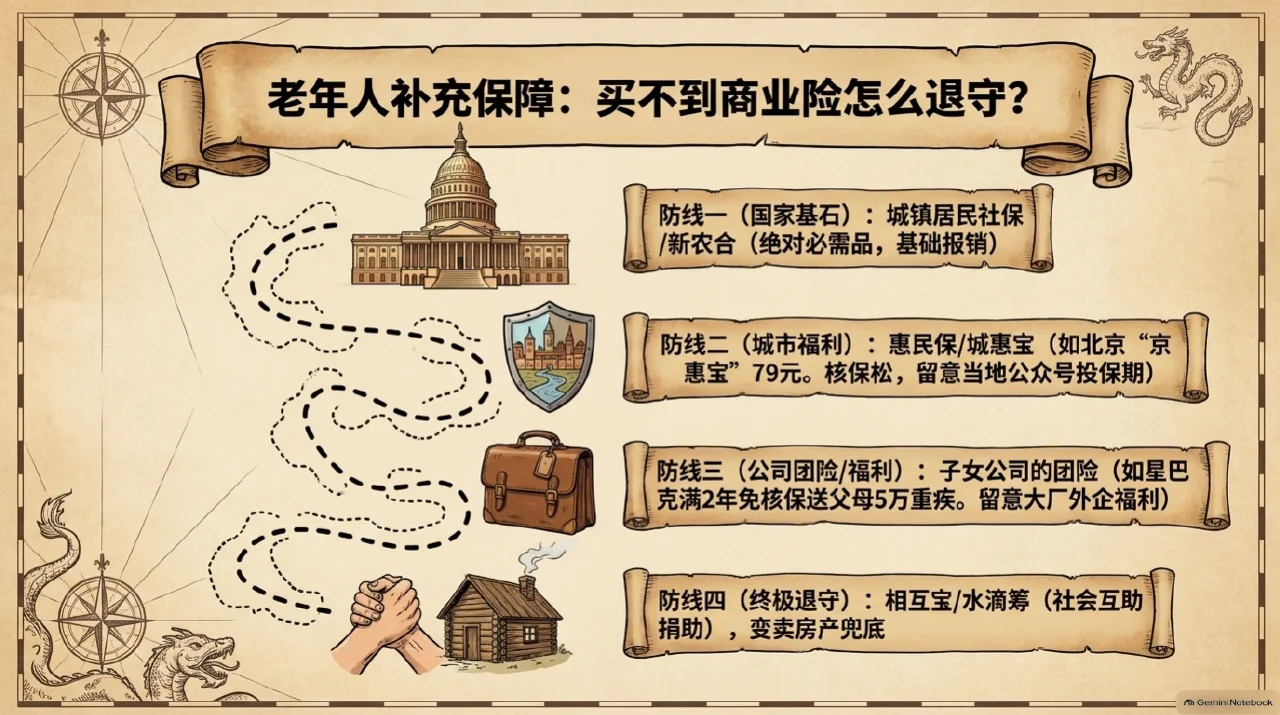 老年人补充保障：买不到商业险怎么退守？
防线一（国家基石）：城镇居民社保
/新农合（绝对必需品，基础报销）
防线二（城市福利）：惠民保/城惠宝（如北京“京
惠宝”79元。核保松，留意当地公众号投保期）
防线三（公司团险/福利）：子女公司的团险（如星巴
克满2年免核保送父母5万重疾。留意大厂外企福利）
防线四（终极退守）：相互宝/水滴筹（社会互助
捐助），变卖房产兜底
Gemini Notebook